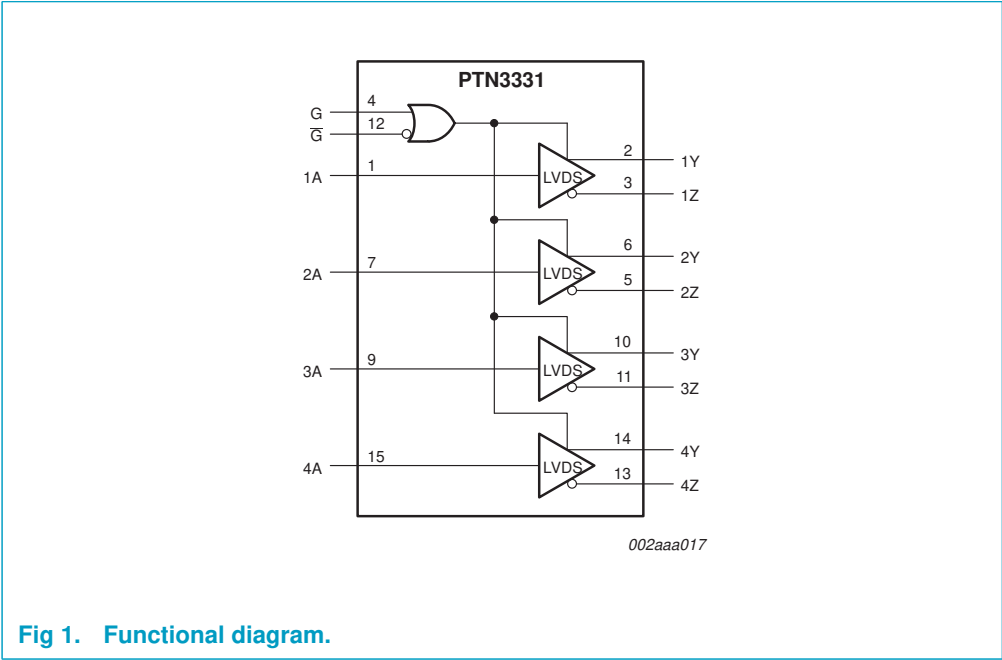 PTN3331
G 4
G̅ 12
1A 1
LVDS
2 1Y
3 1Z
2A 7
LVDS
6 2Y
5 2Z
3A 9
LVDS
10 3Y
11 3Z
4A 15
LVDS
14 4Y
13 4Z
002aaa017
Fig 1. Functional diagram.